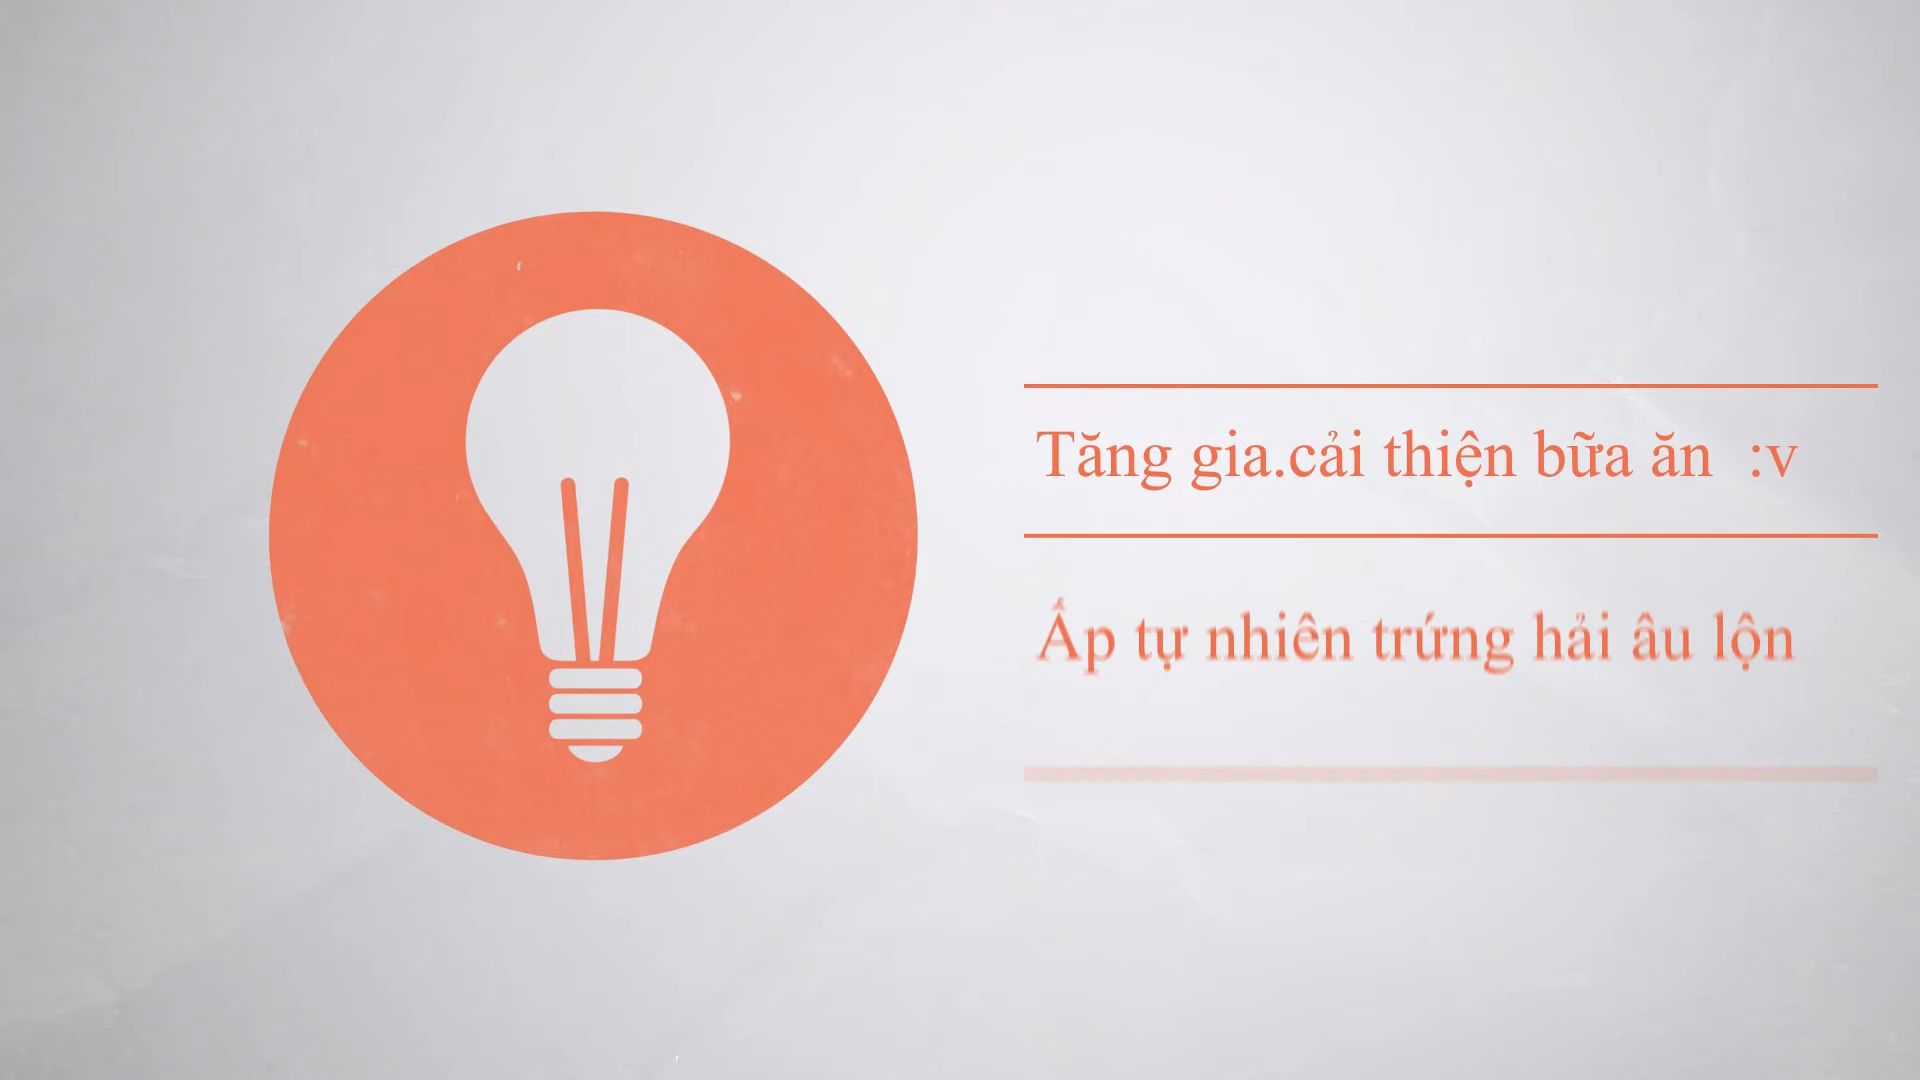 Tăng gia.cải thiện bữa ăn  :v
Ấp tự nhiên trứng hải âu lộn